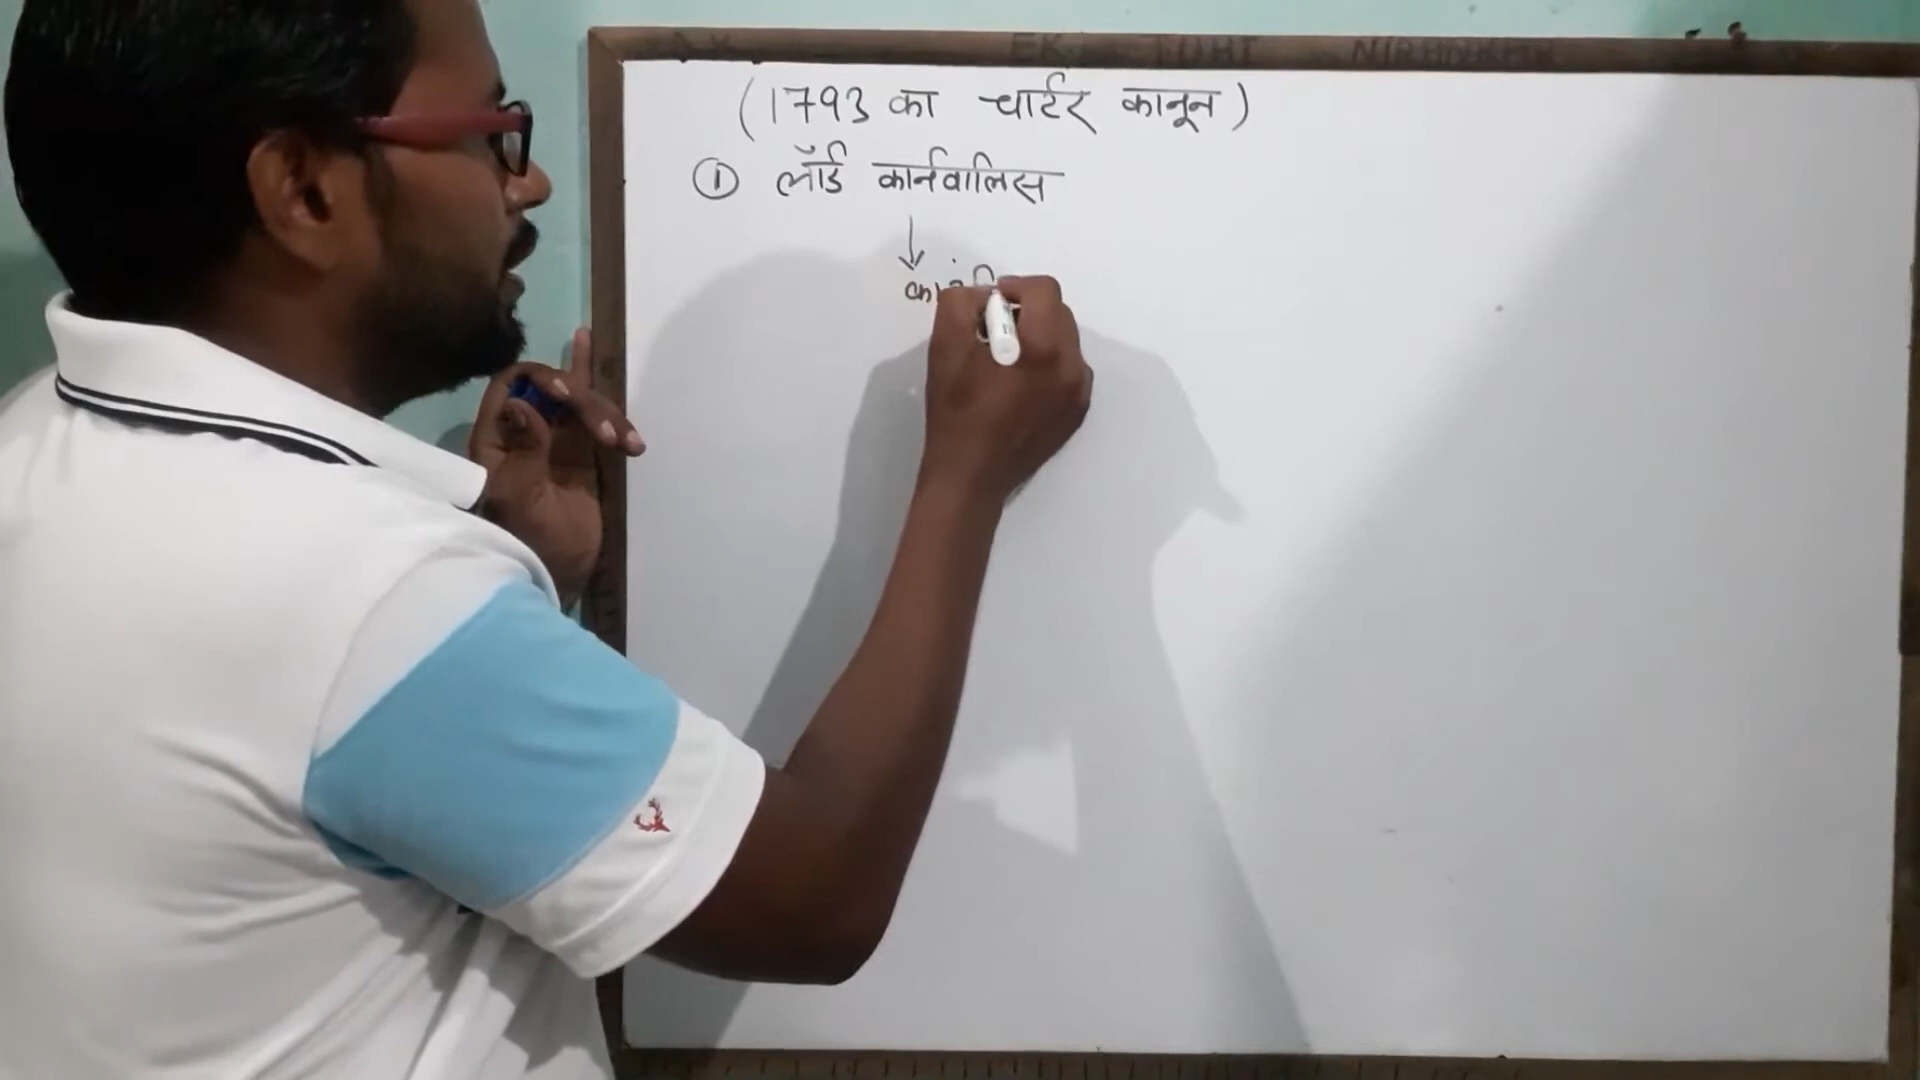 (1793 का चार्टर कानून)
① लॉर्ड कार्नवालिस
↓